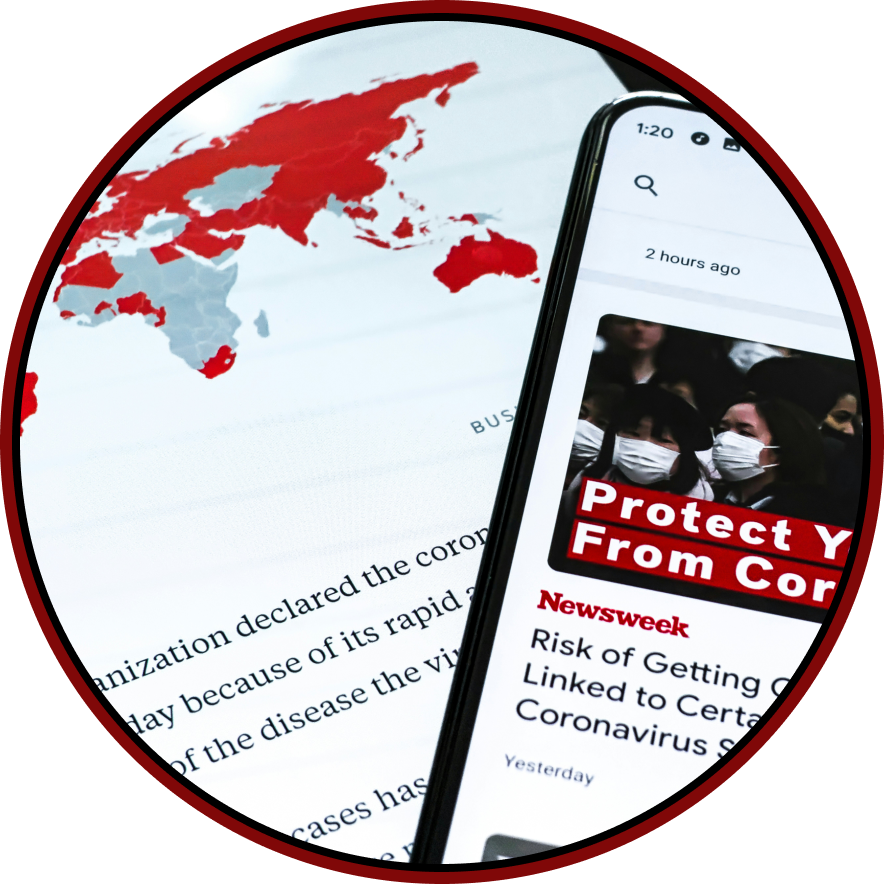 BUS
anization declared the coron
day because of its rapid a
of the disease the vir
cases has
1:20
2 hours ago
Protect Y
From Cor
Newsweek
Risk of Getting C
Linked to Certa
Coronavirus S
Yesterday